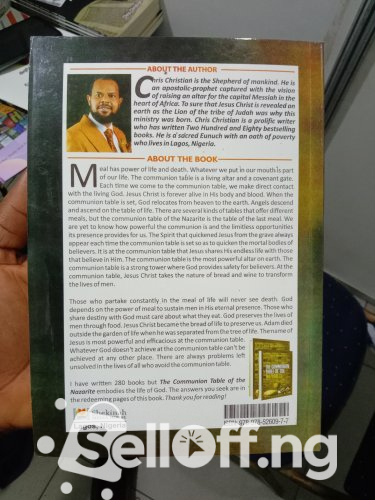 ABOUT THE AUTHOR
Chris Christian is the Shepherd of mankind. He is
an apostolic-prophet captured with the vision
of raising an altar for the capital Messiah in the
heart of Africa. To sure that Jesus Christ is revealed an
earth as the Lion of the tribe of Judah was why this
ministry was born. Chris Christian is a prolific writer
who has written Two Hundred and Eighty bestselling
books. He is a sacred Eunuch with an oath of poverty
who lives in Lagos, Nigeria.
ABOUT THE BOOK
Meal has power of life and death. Whatever we put in our mouth is part
of our life. The communion table is a living altar and a covenant gate.
Each time we come to the communion table, we make direct contact
with the living God. Jesus Christ is forever alive in His body and blood. When the
communion table is set, God relocates from heaven to the earth. Angels descend
and ascend on the table of life. There are several kinds of tables that offer different
meals, but the communion table of the Nazarite is the table of the last meal. We
are yet to know how powerful the communion is and the limitless opportunities
its presence provides for us. The Spirit that quickened Jesus from the grave always
appear each time the communion table is set so as to quicken the mortal bodies of
believers. It is at the communion table that Jesus shares His endless life with those
that believe in Him. The communion table is the most powerful altar on earth. The
communion table is a strong tower where God provides safety for believers. At the
communion table, Jesus Christ takes the nature of bread and wine to transform
the lives of men.
Those who partake constantly in the meal of life will never see death. God
depends on the power of meal to sustain men in His eternal presence. Those who
share destiny with God must care about what they eat. God preserves the lives of
men through food. Jesus Christ became the bread of life to preserve us. Adam died
outside the garden of life when he was separated from the tree of life. The name of
Jesus is most powerful and efficacious at the communion table.
Whatever God doesn't achieve at the communion table can't be
achieved at any other place. There are always problems left
unsolved in the lives of all who avoid the communion table.
I have written 280 books but The Communion Table of the
Nazarite embodies the life of God. The answers you seek are in
the redeeming pages of this book. Thank you for reading!
Lagos, Nigeria
Selloff.ng